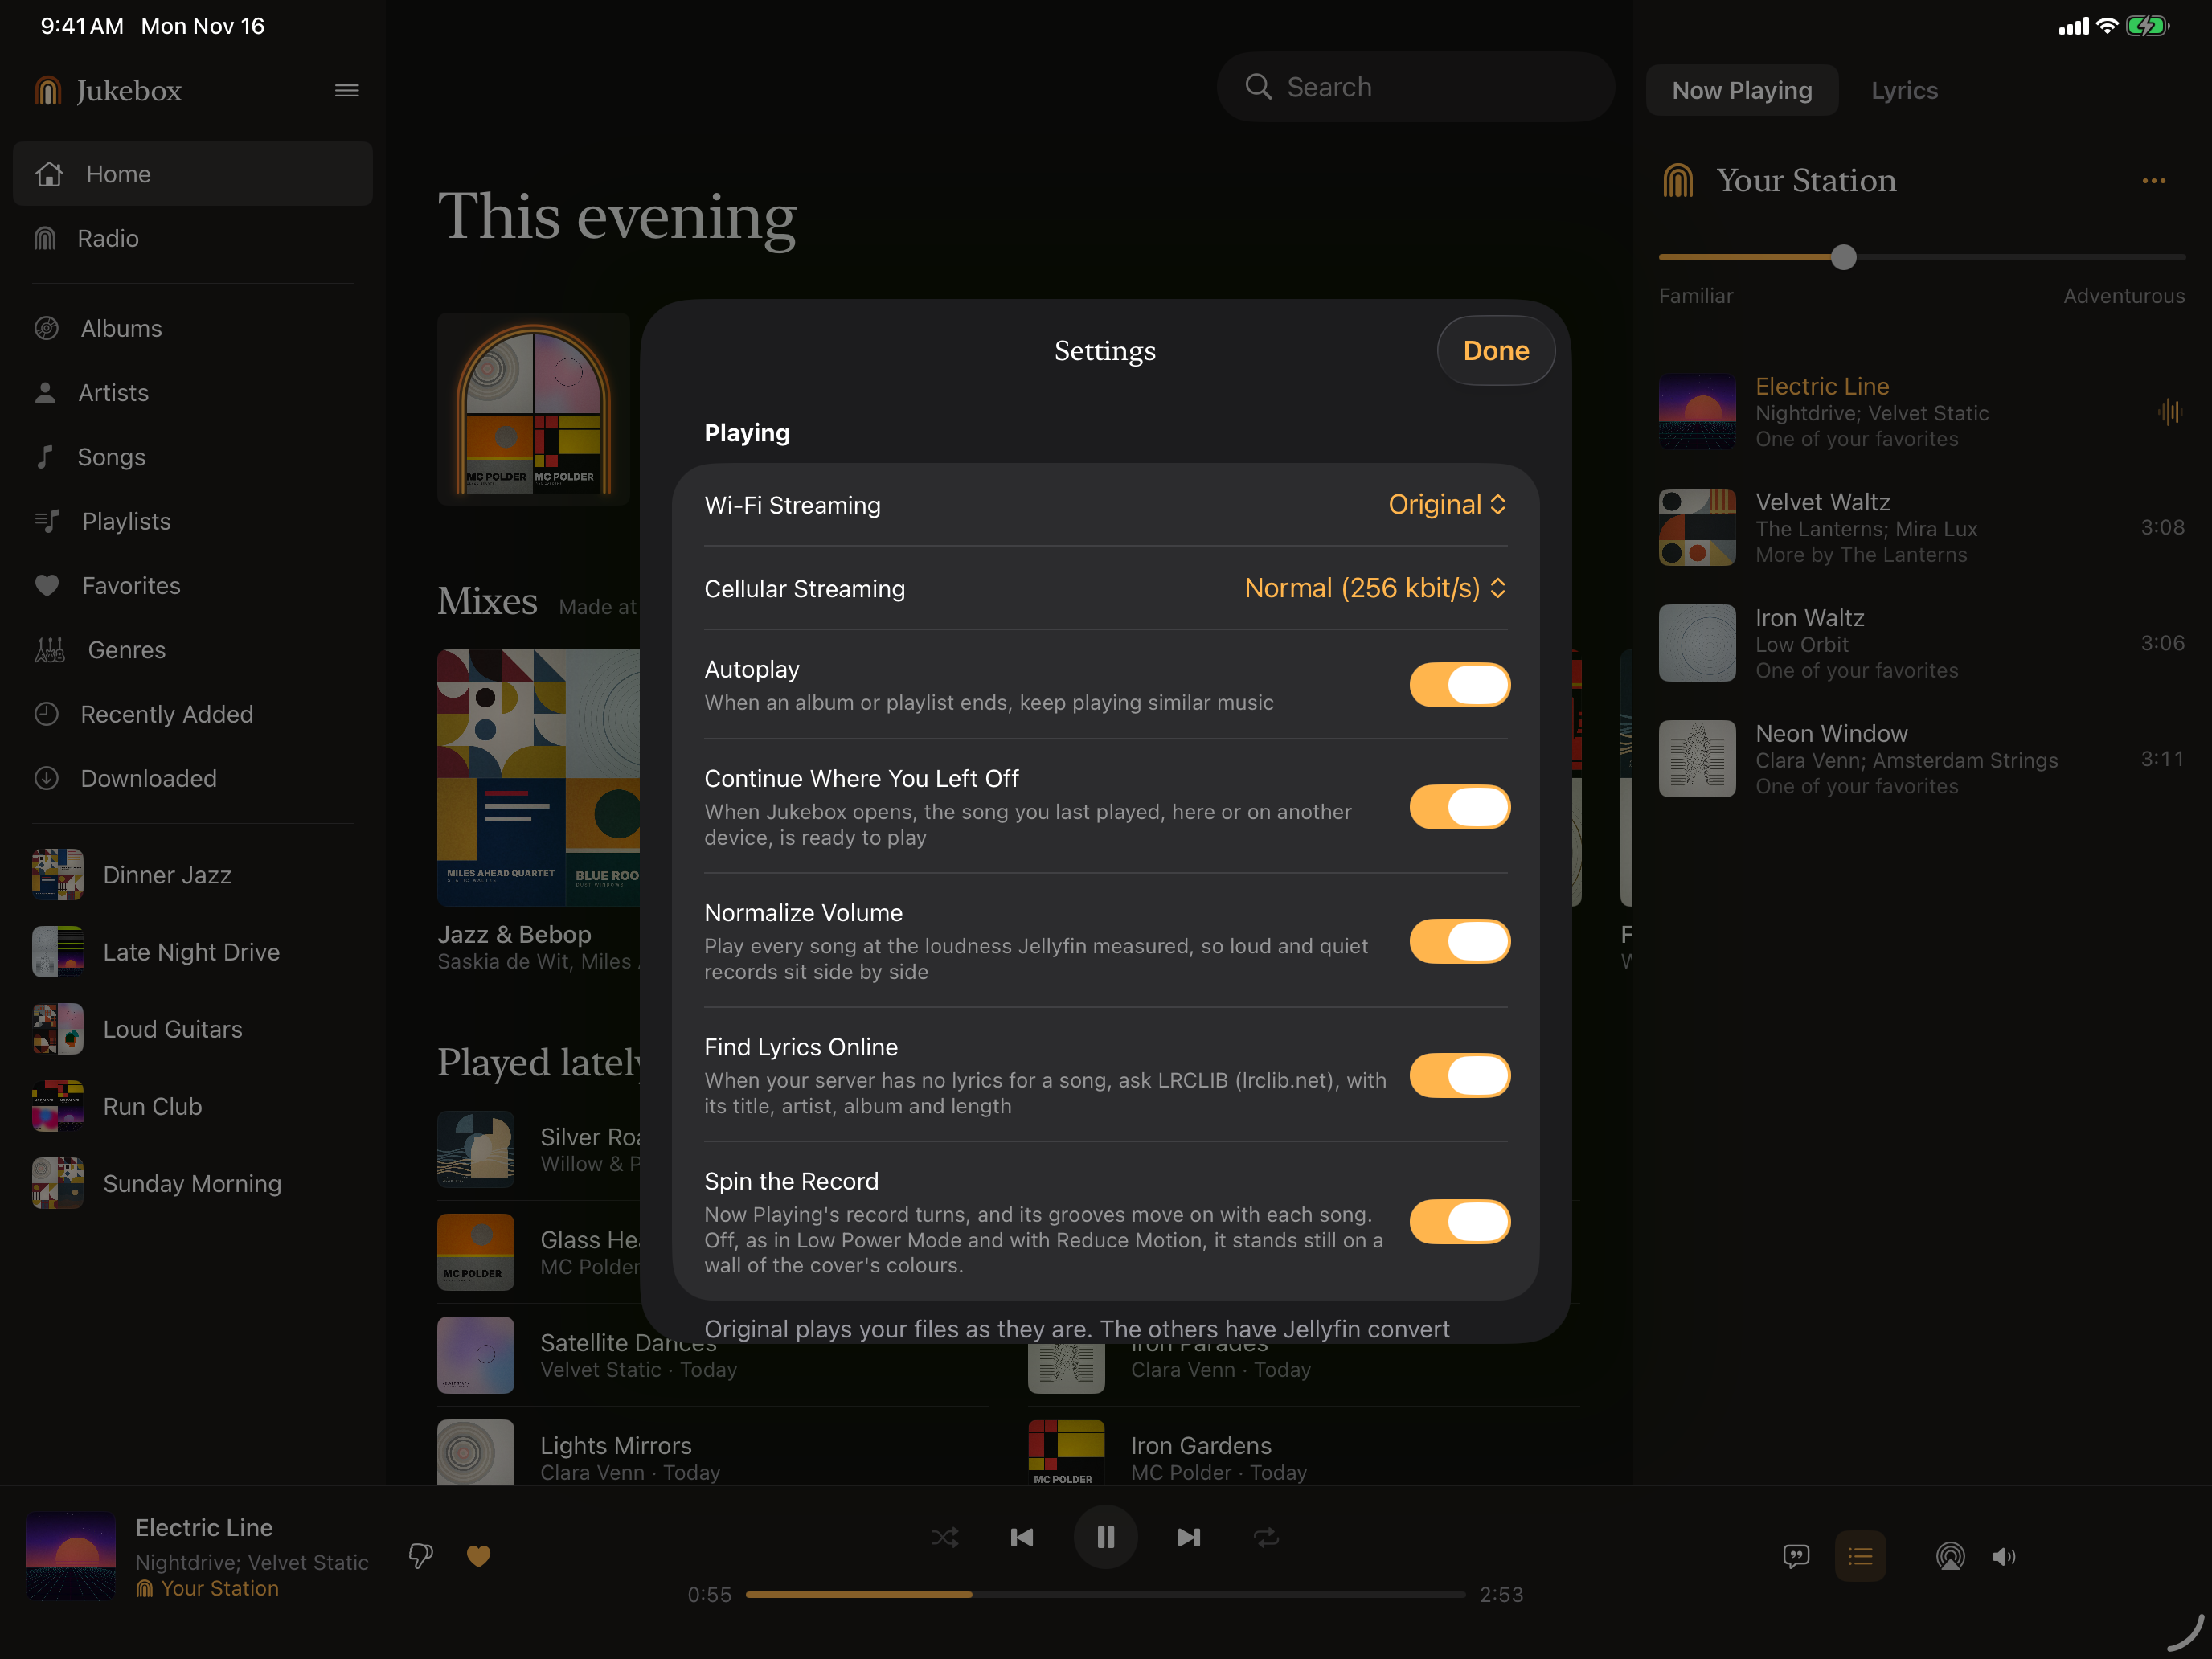 9:41 AM Mon Nov 16
Jukebox
Home
Radio
Albums
Artists
Songs
Playlists
Favorites
Genres
Recently Added
Downloaded
Dinner Jazz
Late Night Drive
Loud Guitars
Run Club
Sunday Morning
Search
This evening
MC POLDER
MC POLDER
Mixes Made at
MILES AHEAD QUARTET
STATIC WALTZ
BLUE ROO
Jazz & Bebop
Saskia de Wit, Miles
Played lately
Silver Roa
Willow & P
Glass He
MC Polder
MC POLDER
Satellite Dances
Velvet Static · Today
Iron Parades
Clara Venn · Today
Lights Mirrors
Clara Venn · Today
Iron Gardens
MC Polder · Today
MC POLDER
Settings
Done
Playing
Wi-Fi Streaming
Original
Cellular Streaming
Normal (256 kbit/s)
Autoplay
When an album or playlist ends, keep playing similar music
Continue Where You Left Off
When Jukebox opens, the song you last played, here or on another
device, is ready to play
Normalize Volume
Play every song at the loudness Jellyfin measured, so loud and quiet
records sit side by side
Find Lyrics Online
When your server has no lyrics for a song, ask LRCLIB (lrclib.net), with
its title, artist, album and length
Spin the Record
Now Playing's record turns, and its grooves move on with each song.
Off, as in Low Power Mode and with Reduce Motion, it stands still on a
wall of the cover's colours.
Original plays your files as they are. The others have Jellyfin convert
Now Playing
Lyrics
Your Station
Familiar
Adventurous
Electric Line
Nightdrive; Velvet Static
One of your favorites
Velvet Waltz
The Lanterns; Mira Lux
More by The Lanterns
3:08
Iron Waltz
Low Orbit
One of your favorites
3:06
Neon Window
Clara Venn; Amsterdam Strings
One of your favorites
3:11
Electric Line
Nightdrive; Velvet Static
Your Station
0:55
2:53